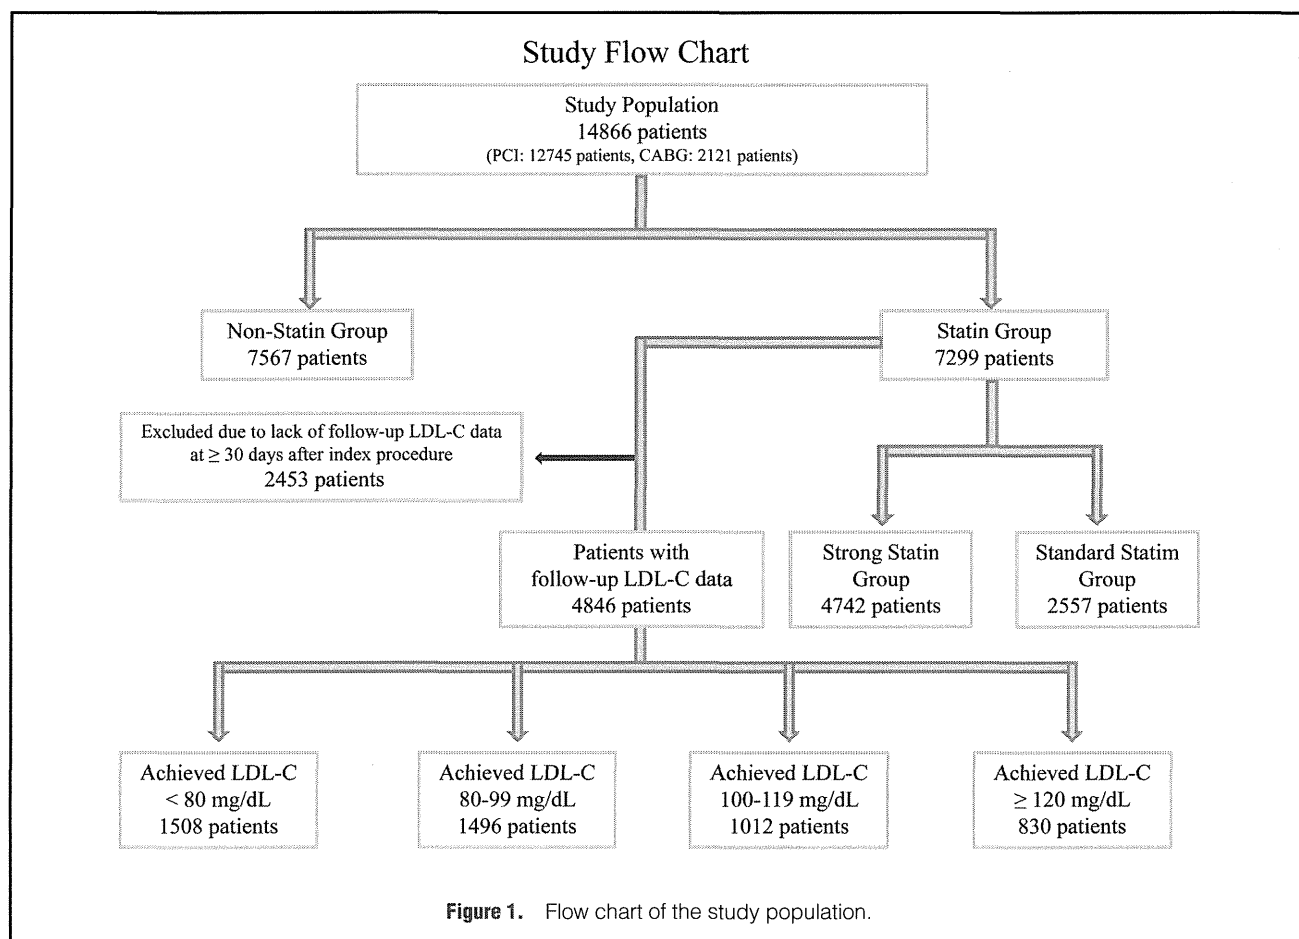 Study Flow Chart
Study Population
14866 patients
(PCI: 12745 patients, CABG: 2121 patients)
Non-Statin Group
7567 patients
Statin Group
7299 patients
Excluded due to lack of follow-up LDL-C data
at ≥ 30 days after index procedure
2453 patients
Patients with
follow-up LDL-C data
4846 patients
Strong Statin
Group
4742 patients
Standard Statim
Group
2557 patients
Achieved LDL-C
< 80 mg/dL
1508 patients
Achieved LDL-C
80-99 mg/dL
1496 patients
Achieved LDL-C
100-119 mg/dL
1012 patients
Achieved LDL-C
≥ 120 mg/dL
830 patients
Figure 1. Flow chart of the study population.